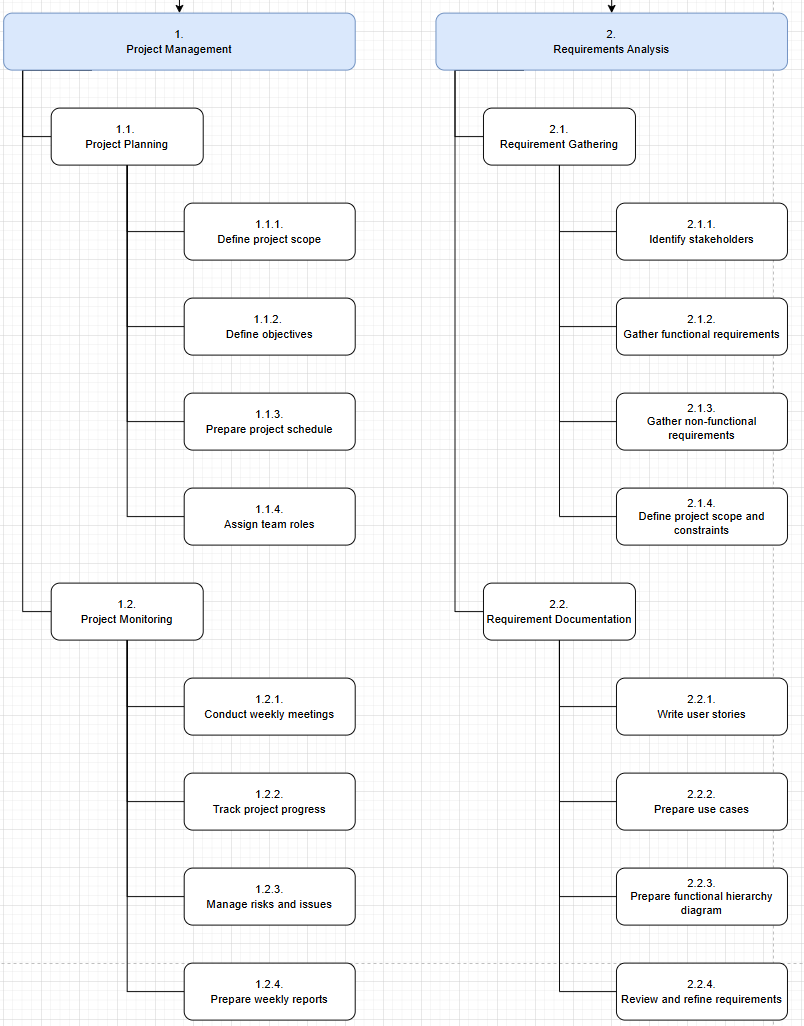 1.
Project Management
1.1.
Project Planning
1.1.1.
Define project scope
1.1.2.
Define objectives
1.1.3.
Prepare project schedule
1.1.4.
Assign team roles
1.2.
Project Monitoring
1.2.1.
Conduct weekly meetings
1.2.2.
Track project progress
1.2.3.
Manage risks and issues
1.2.4.
Prepare weekly reports
2.
Requirements Analysis
2.1.
Requirement Gathering
2.1.1.
Identify stakeholders
2.1.2.
Gather functional requirements
2.1.3.
Gather non-functional
requirements
2.1.4.
Define project scope and
constraints
2.2.
Requirement Documentation
2.2.1.
Write user stories
2.2.2.
Prepare use cases
2.2.3.
Prepare functional hierarchy
diagram
2.2.4.
Review and refine requirements